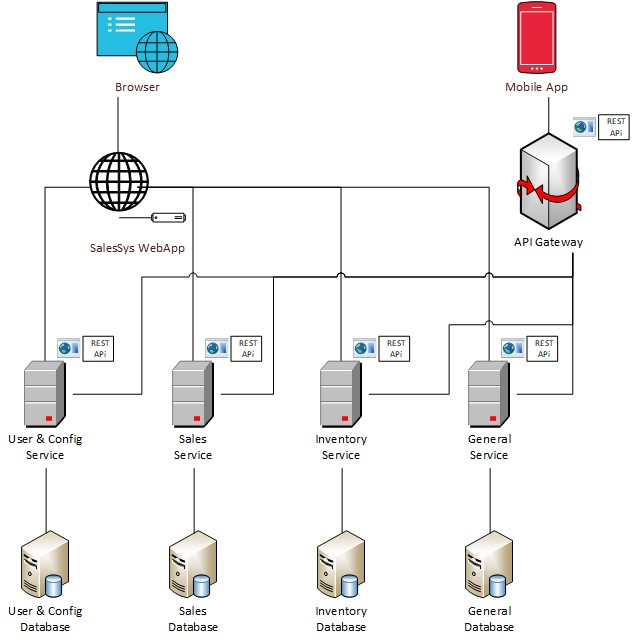 Browser
Mobile App
REST
APi
SalesSys WebApp
API Gateway
REST
APi
REST
APi
REST
APi
REST
APi
User & Config
Service
Sales
Service
Inventory
Service
General
Service
User & Config
Database
Sales
Database
Inventory
Database
General
Database